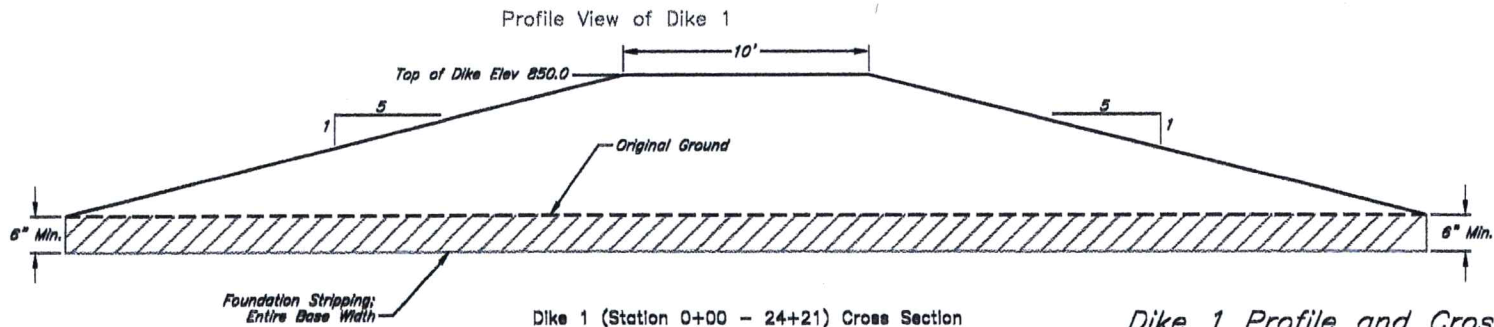 Profile View of Dike 1
10'
Top of Dike Elev 850.0
5
1
5
1
Original Ground
6" Min.
6" Min.
Foundation Stripping;
Entire Base Width
Dike 1 (Station 0+00 - 24+21) Cross Section
Dike 1 Profile and Cros